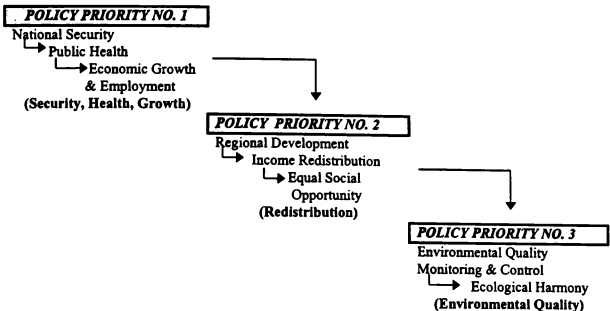 POLICY PRIORITY NO. 1
National Security
Public Health
Economic Growth
& Employment
(Security, Health, Growth)
POLICY PRIORITY NO. 2
Regional Development
Income Redistribution
Equal Social
Opportunity
(Redistribution)
POLICY PRIORITY NO. 3
Environmental Quality
Monitoring & Control
Ecological Harmony
(Environmental Quality)